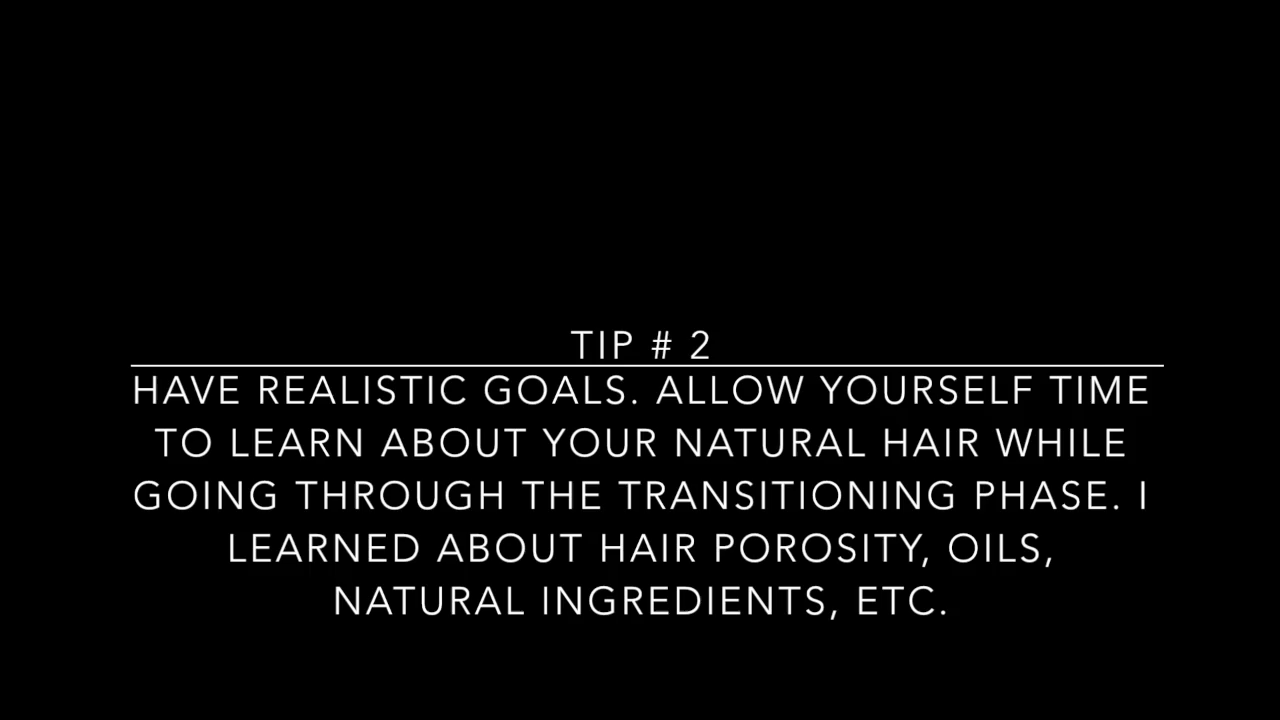 TIP # 2
HAVE REALISTIC GOALS. ALLOW YOURSELF TIME
TO LEARN ABOUT YOUR NATURAL HAIR WHILE
GOING THROUGH THE TRANSITIONING PHASE. I
LEARNED ABOUT HAIR POROSITY, OILS,
NATURAL INGREDIENTS, ETC.